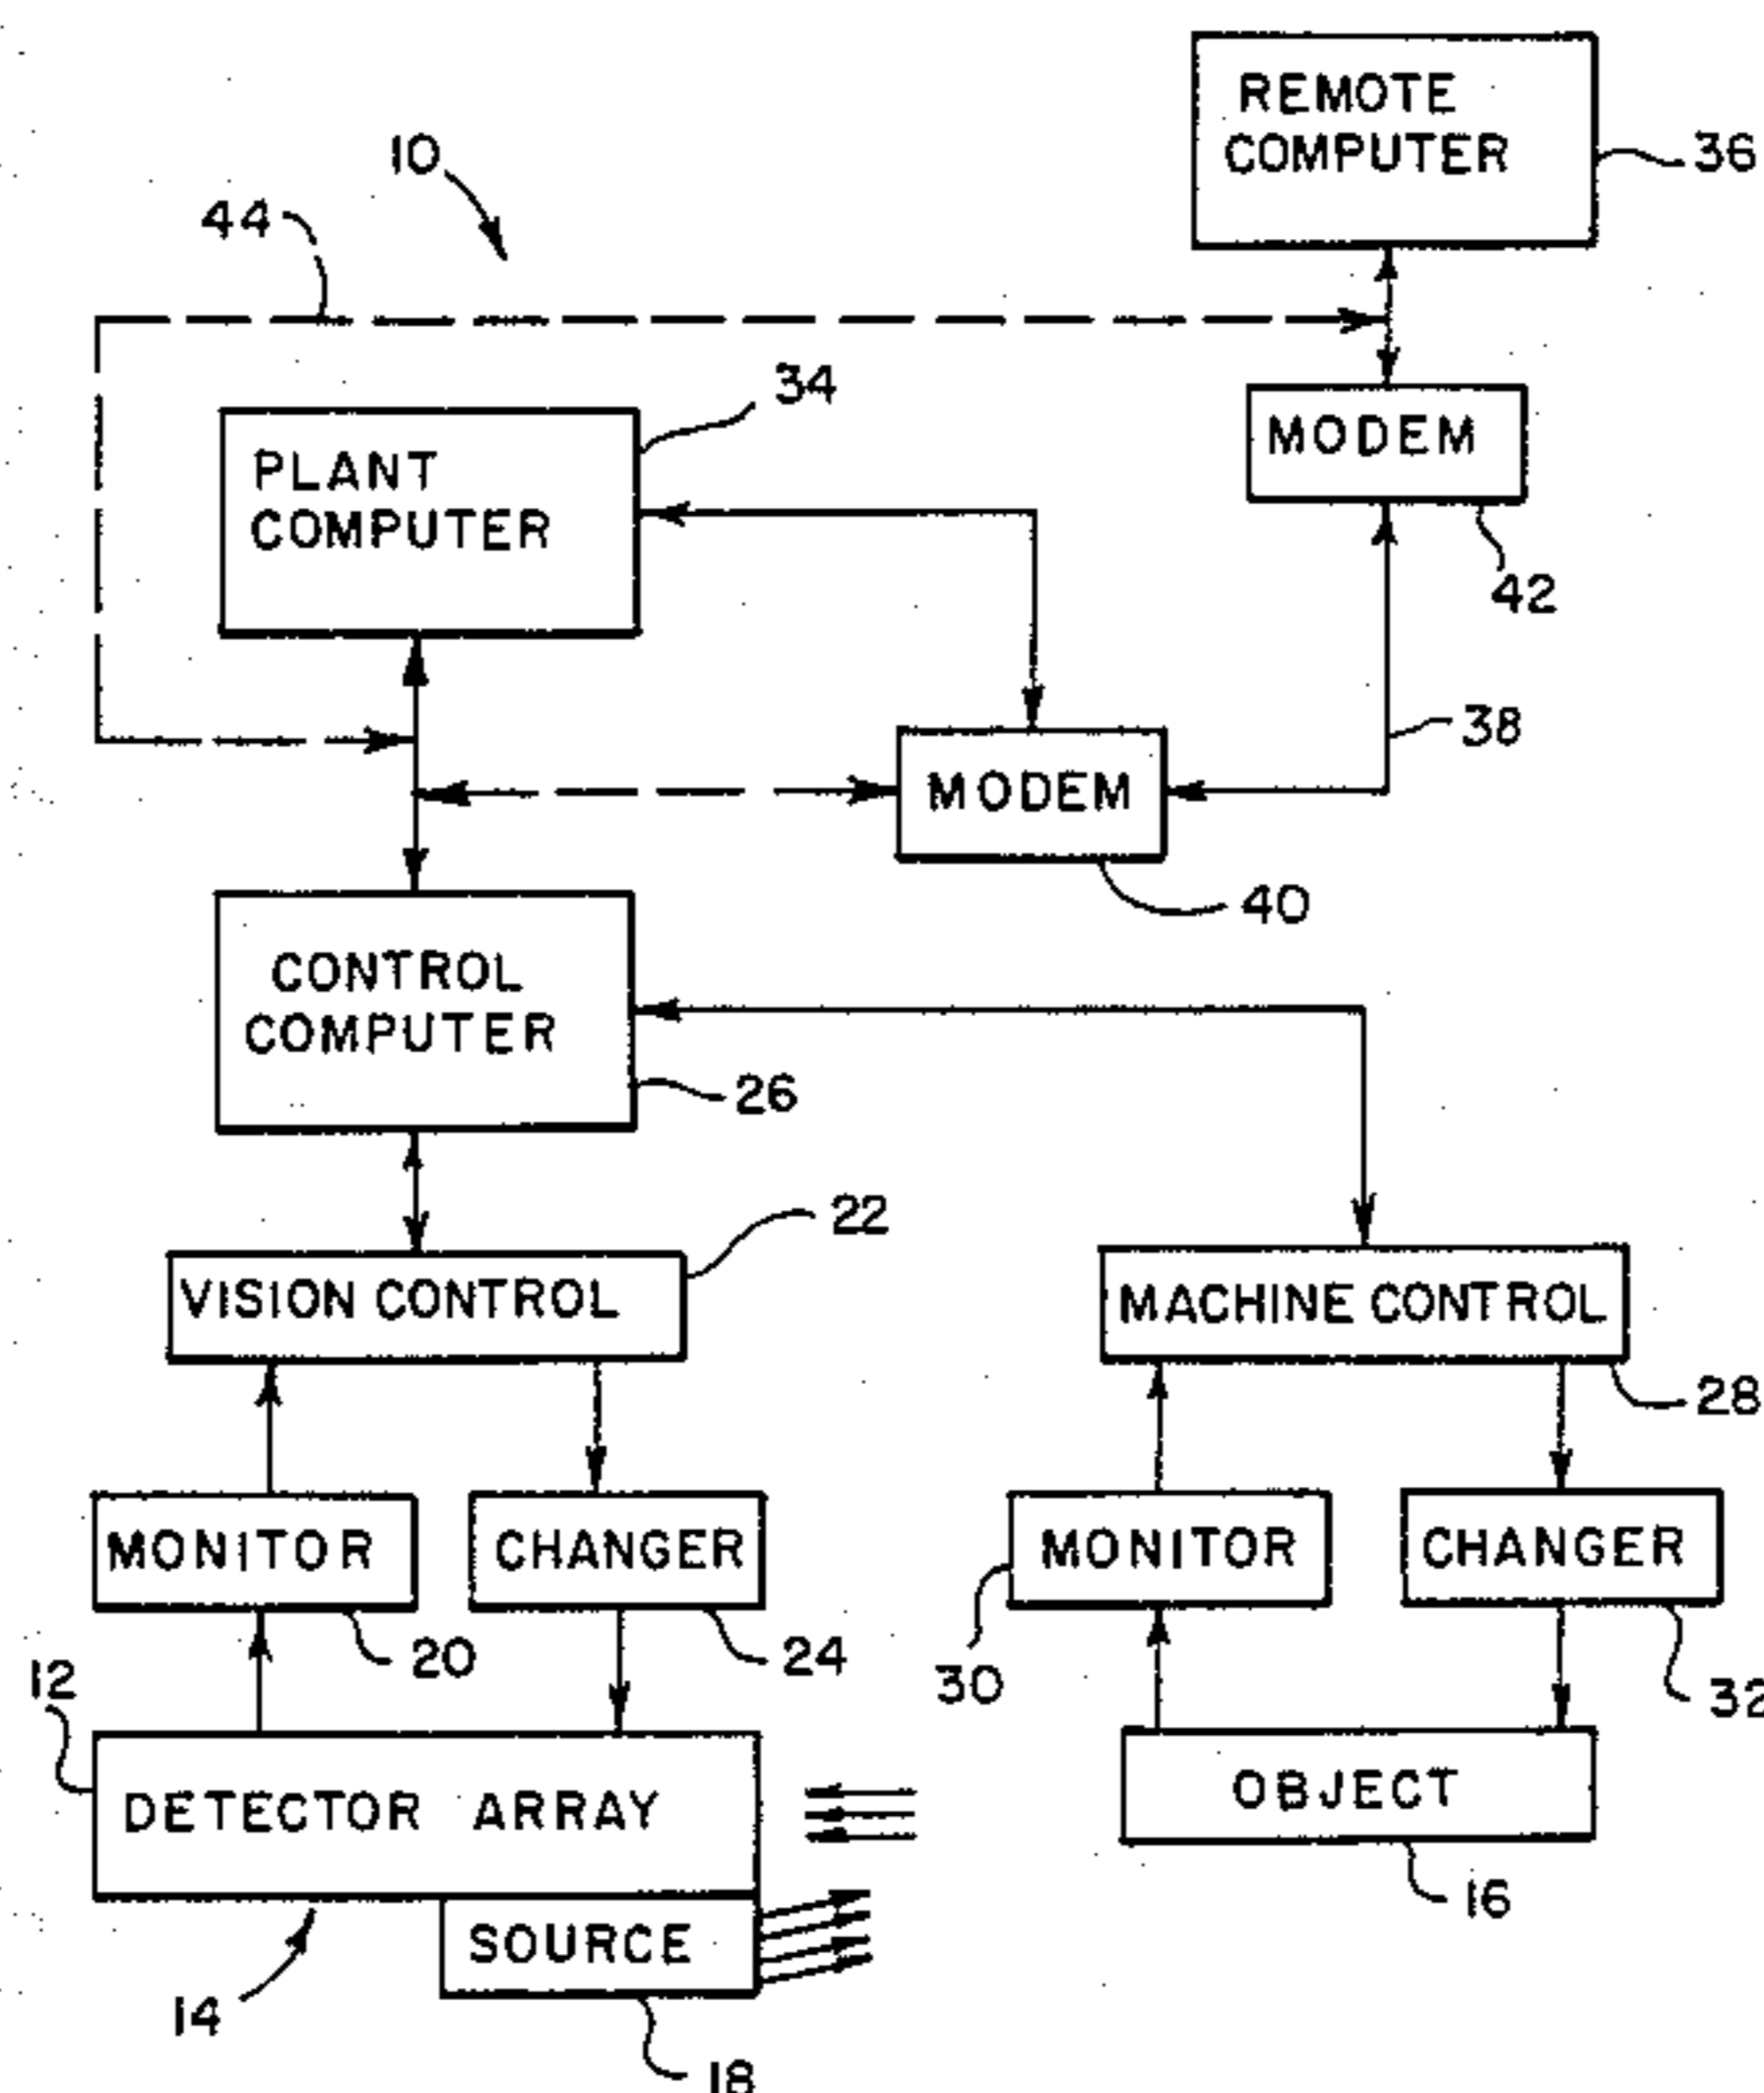 REMOTE
COMPUTER
36
10
44
34
MODEM
42
PLANT
COMPUTER
38
MODEM
40
CONTROL
COMPUTER
26
22
VISION CONTROL
MACHINE CONTROL
28
MONITOR
CHANGER
MONITOR
CHANGER
20
24
30
32
12
DETECTOR ARRAY
OBJECT
16
SOURCE
14
18